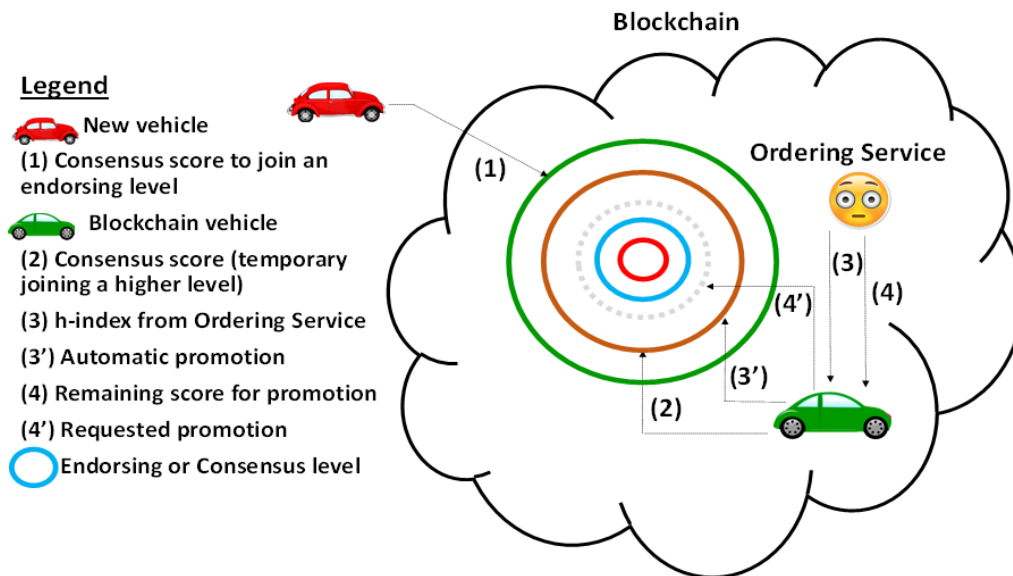 Blockchain
Legend
New vehicle
(1) Consensus score to join an
endorsing level
Blockchain vehicle
(2) Consensus score (temporary
joining a higher level)
(3) h-index from Ordering Service
(3’) Automatic promotion
(4) Remaining score for promotion
(4’) Requested promotion
Endorsing or Consensus level
(1)
Ordering Service
(3)
(4)
(4’)
(3’)
(2)